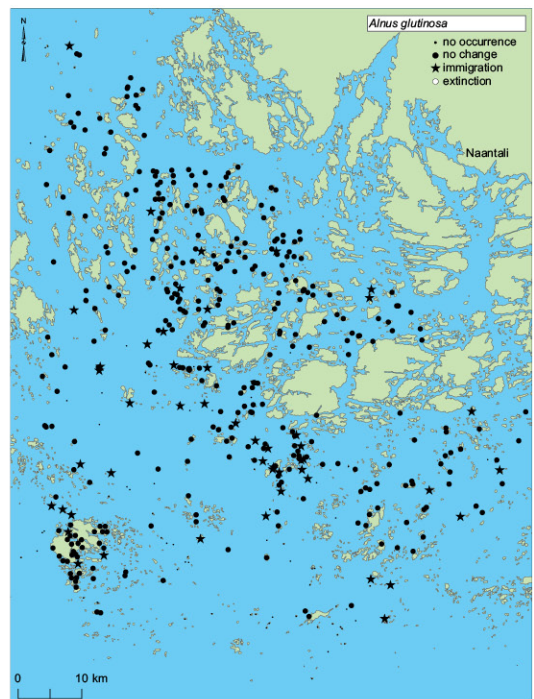 N
Alnus glutinosa
no occurrence
no change
immigration
extinction
Naantali
0 10 km